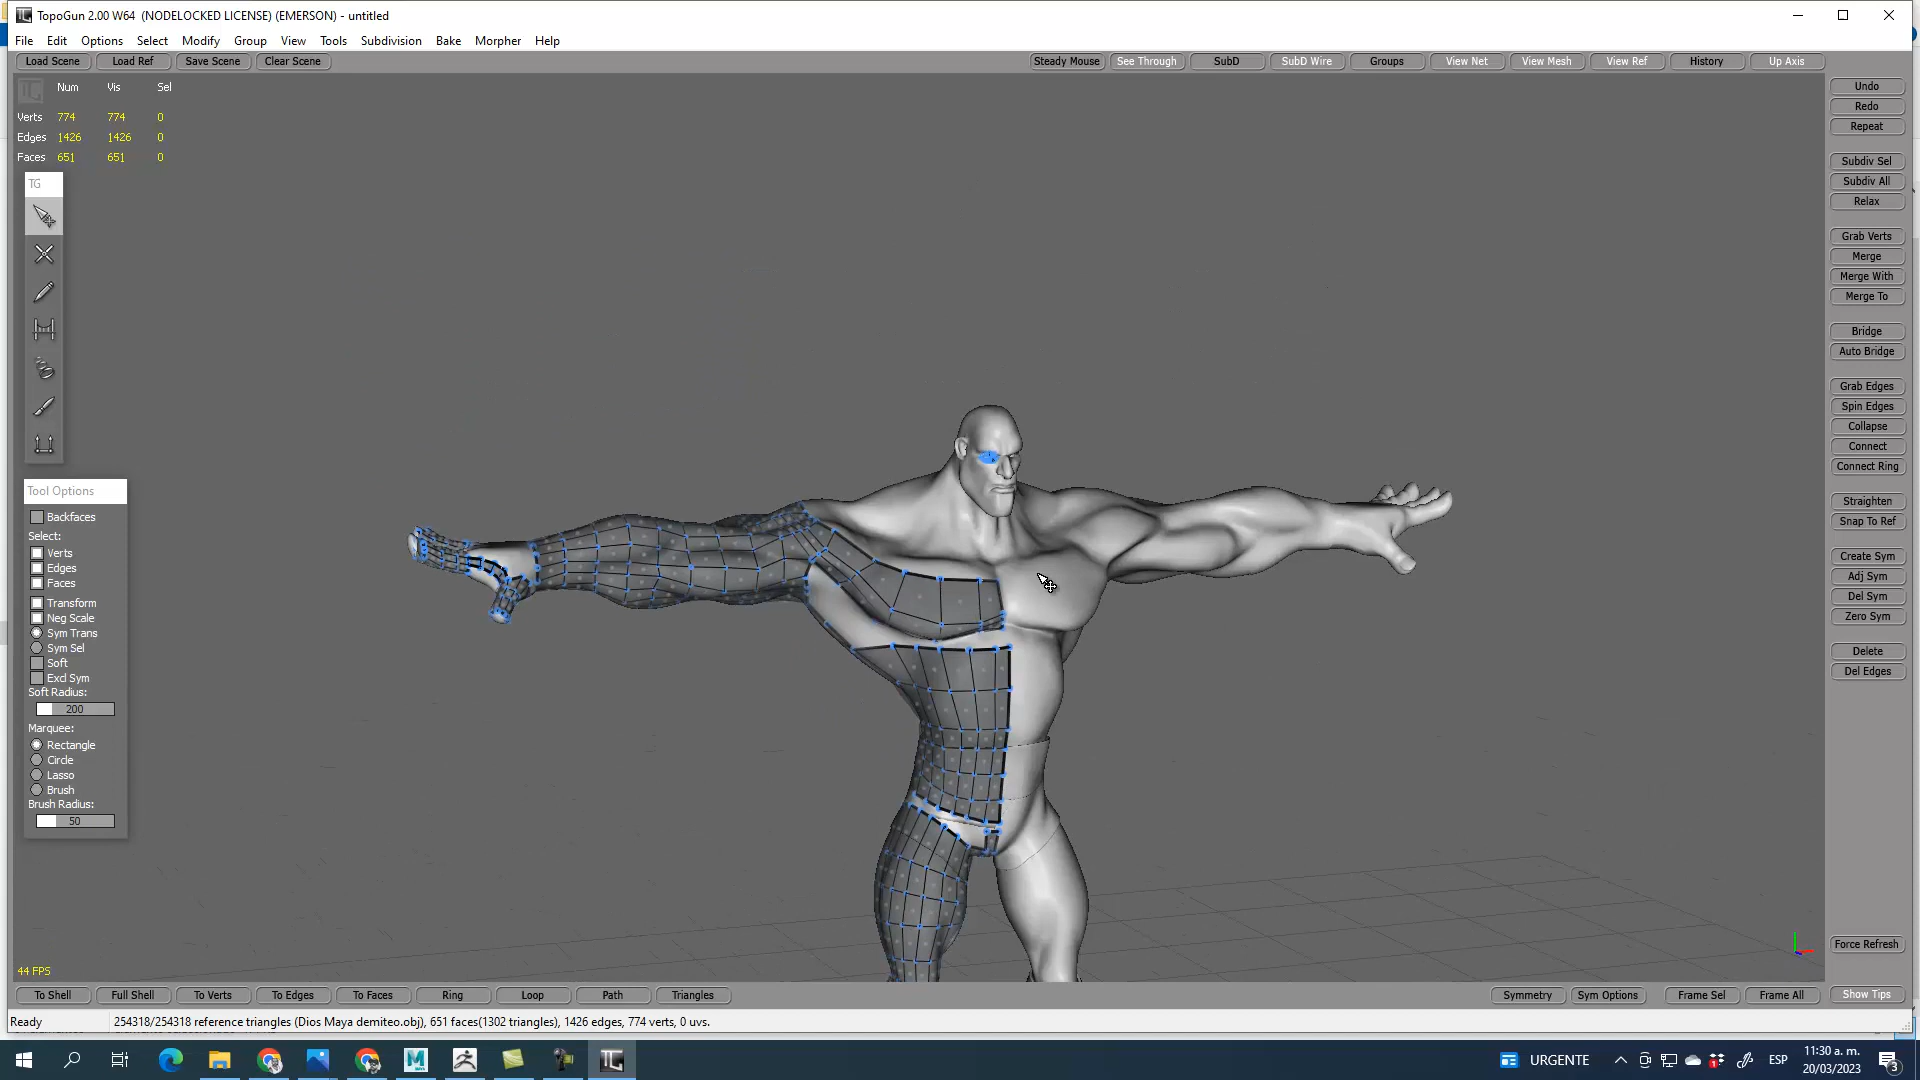 TopoGun 2.00 W64 (NODELOCKED LICENSE) (EMERSON) - untitled
File Edit Options Select Modify Group View Tools Subdivision Bake Morpher Help
Load Scene Load Ref Save Scene Clear Scene Steady Mouse See Through SubD SubD Wire Groups View Net View Mesh View Ref History Up Axis
Num Vis Sel
Verts 774 774 0
Edges 1426 1426 0
Faces 651 651 0
TG
Tool Options
Backfaces
Select:
Verts
Edges
Faces
Transform
Neg Scale
Sym Trans
Sym Sel
Soft
Excl Sym
Soft Radius:
200
Marquee:
Rectangle
Circle
Lasso
Brush
Brush Radius:
50
Undo
Redo
Repeat
Subdiv Sel
Subdiv All
Relax
Grab Verts
Merge
Merge With
Merge To
Bridge
Auto Bridge
Grab Edges
Spin Edges
Collapse
Connect
Connect Ring
Straighten
Snap To Ref
Create Sym
Adj Sym
Del Sym
Zero Sym
Delete
Del Edges
Force Refresh
44 FPS
To Shell Full Shell To Verts To Edges To Faces Ring Loop Path Triangles Symmetry Sym Options Frame Sel Frame All Show Tips
Ready 254318/254318 reference triangles (Dios Maya demiteo.obj), 651 faces(1302 triangles), 1426 edges, 774 verts, 0 uvs.
URGENTE ESP 11:30 a. m.
20/03/2023 3